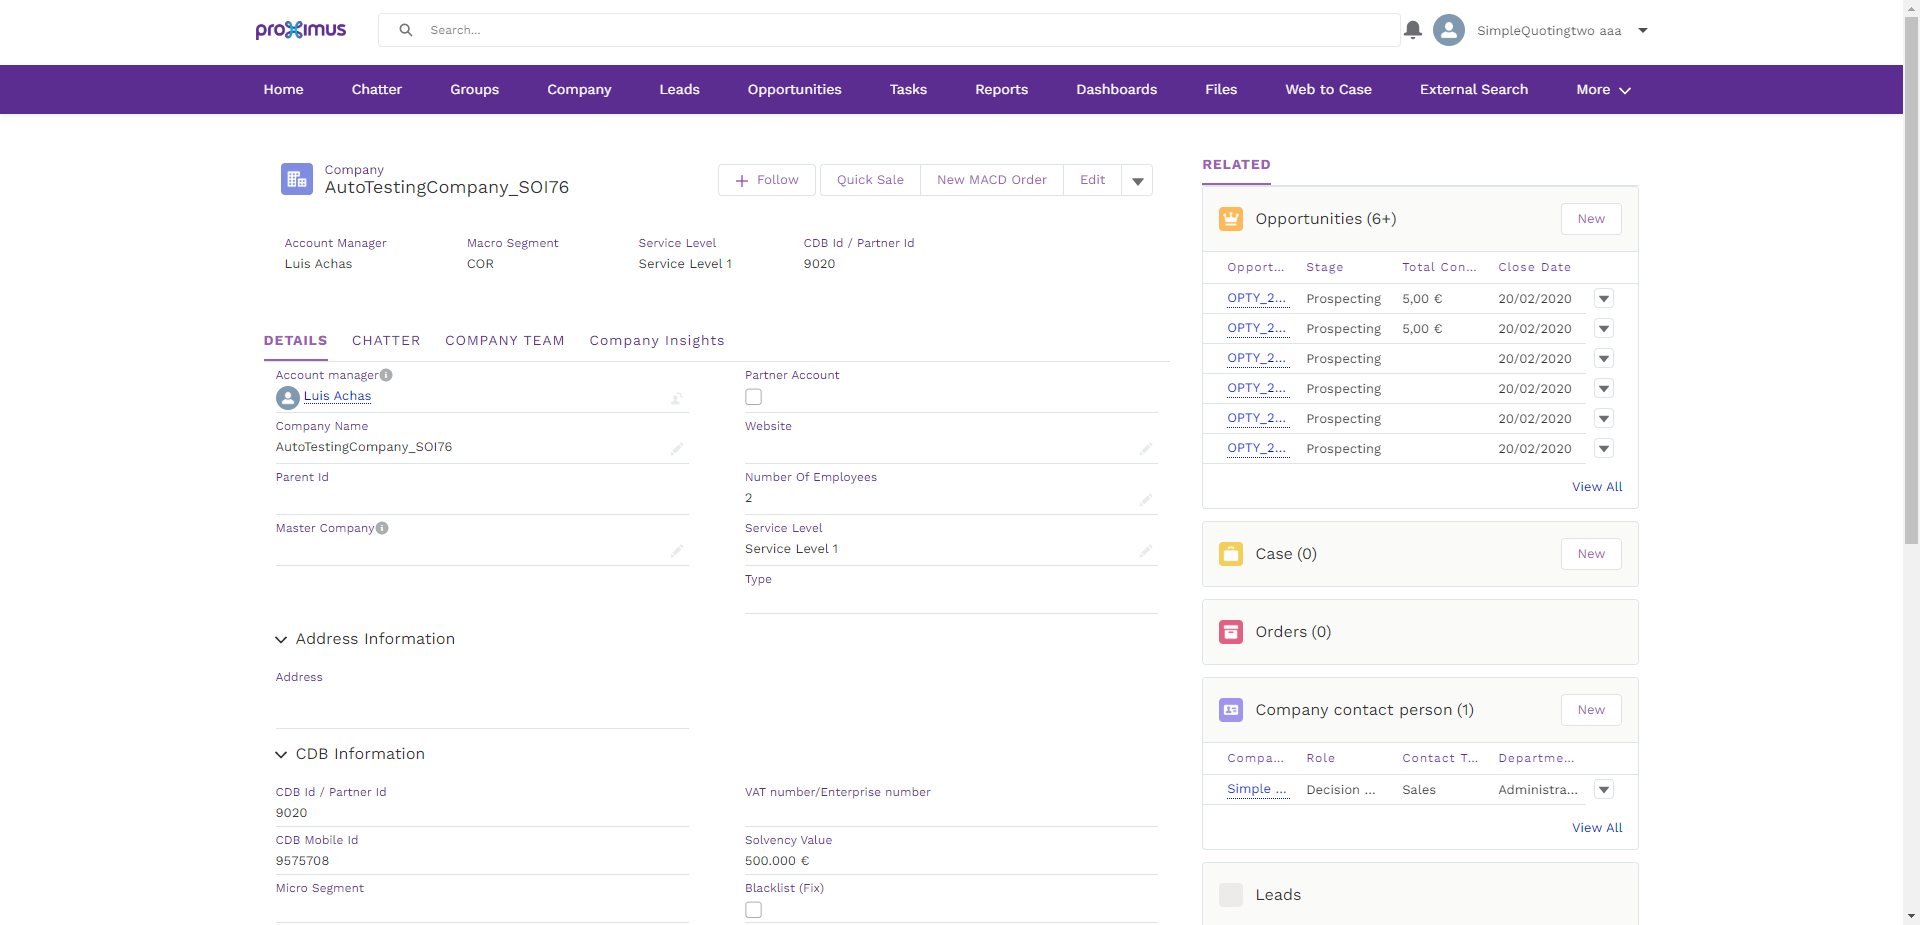 proximus
Search...
SimpleQuotingtwo aaa
Home Chatter Groups Company Leads Opportunities Tasks Reports Dashboards Files Web to Case External Search More
Company
AutoTestingCompany_SOI76
Follow Quick Sale New MACD Order Edit
Account Manager Macro Segment Service Level CDB Id / Partner Id
Luis Achas COR Service Level 1 9020
DETAILS CHATTER COMPANY TEAM Company Insights
Account manager
Luis Achas
Partner Account
Company Name
AutoTestingCompany_SOI76
Website
Parent Id
Number Of Employees
2
Master Company
Service Level
Service Level 1
Type
Address Information
Address
CDB Information
CDB Id / Partner Id
9020
VAT number/Enterprise number
CDB Mobile Id
9575708
Solvency Value
500.000 €
Micro Segment
Blacklist (Fix)
RELATED
Opportunities (6+)
New
Opport... Stage Total Con... Close Date
OPTY_2... Prospecting 5,00 € 20/02/2020
OPTY_2... Prospecting 5,00 € 20/02/2020
OPTY_2... Prospecting 20/02/2020
OPTY_2... Prospecting 20/02/2020
OPTY_2... Prospecting 20/02/2020
OPTY_2... Prospecting 20/02/2020
View All
Case (0)
New
Orders (0)
Company contact person (1)
New
Compa... Role Contact T... Departme...
Simple ... Decision ... Sales Administra...
View All
Leads